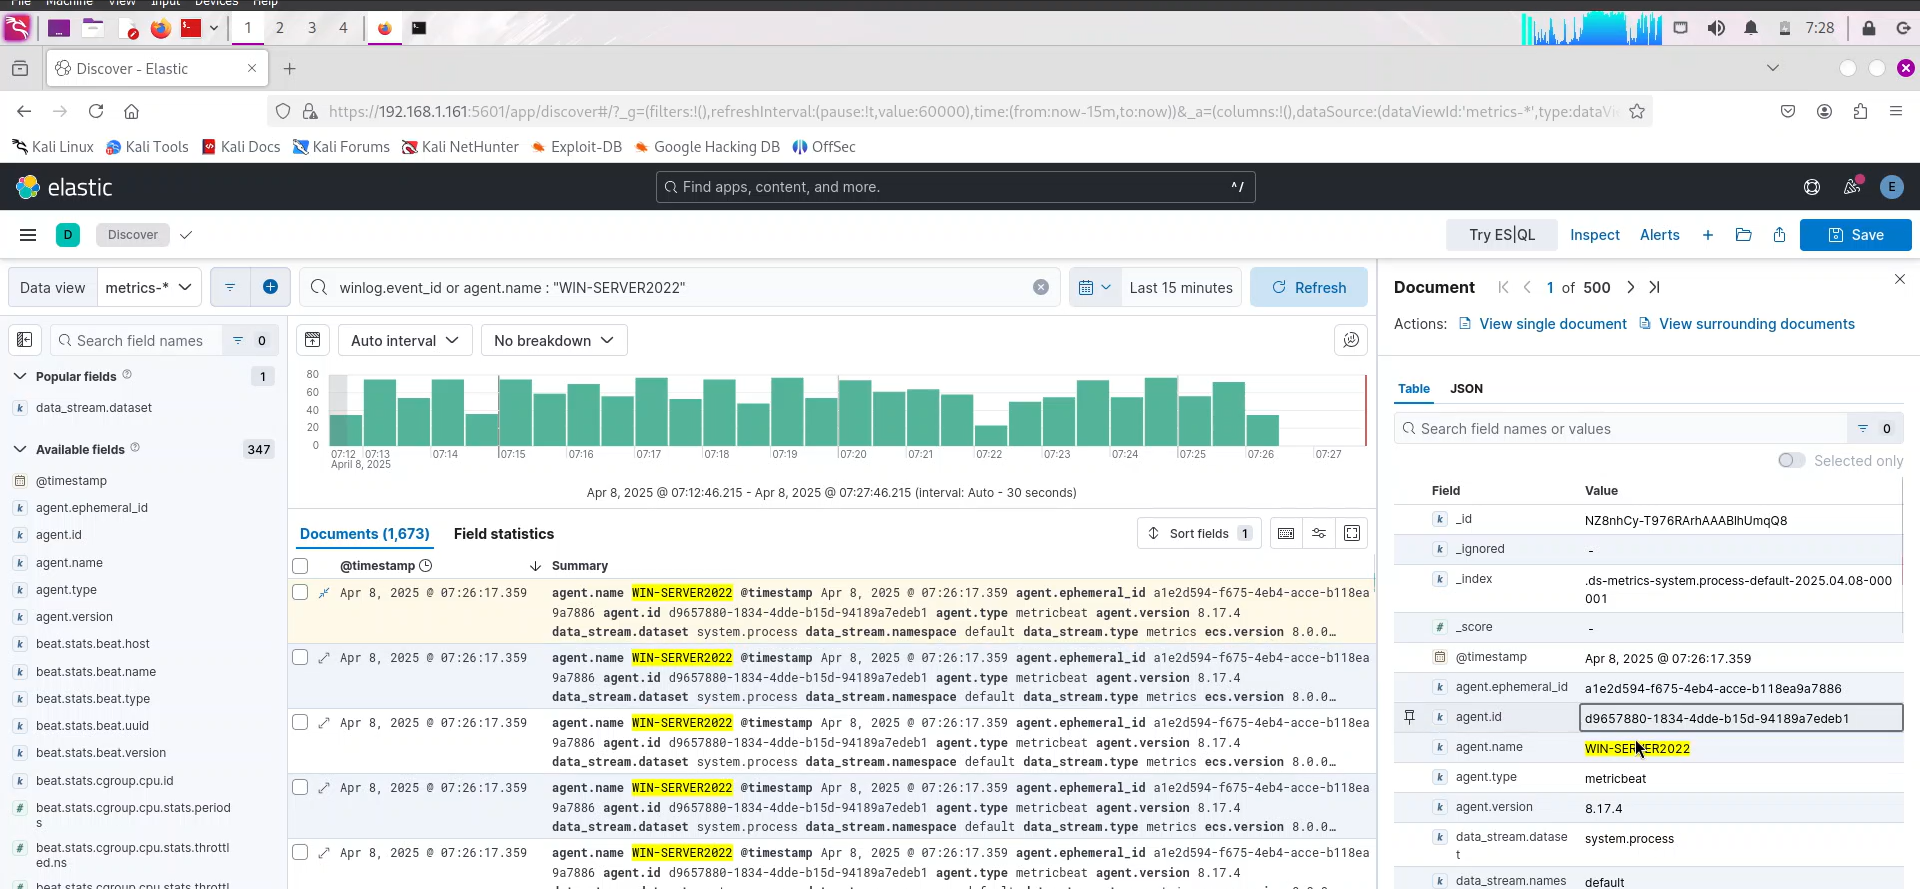 File Machine View Input Devices Help
1 2 3 4
7:28
Discover - Elastic
https://192.168.1.161:5601/app/discover#/?_g=(filters:!(),refreshInterval:(pause:!t,value:60000),time:(from:now-15m,to:now))&_a=(columns:!(),dataSource:(dataViewId:'metrics-*',type:dataVi
Kali Linux Kali Tools Kali Docs Kali Forums Kali NetHunter Exploit-DB Google Hacking DB OffSec
elastic
Find apps, content, and more. ^/
E
D Discover
Try ES|QL Inspect Alerts + Save
Data view metrics-*
winlog.event_id or agent.name : "WIN-SERVER2022"
Last 15 minutes Refresh
Search field names 0
Popular fields 1
k data_stream.dataset
Available fields 347
@timestamp
k agent.ephemeral_id
k agent.id
k agent.name
k agent.type
k agent.version
k beat.stats.beat.host
k beat.stats.beat.name
k beat.stats.beat.type
k beat.stats.beat.uuid
k beat.stats.beat.version
k beat.stats.cgroup.cpu.id
# beat.stats.cgroup.cpu.stats.period
s
# beat.stats.cgroup.cpu.stats.throttl
ed.ns
beat.stats.cgroup.cpu.stats.throttl
Auto interval No breakdown
80
60
40
20
0
07:12 07:13 07:14 07:15 07:16 07:17 07:18 07:19 07:20 07:21 07:22 07:23 07:24 07:25 07:26 07:27
April 8, 2025
Apr 8, 2025 @ 07:12:46.215 - Apr 8, 2025 @ 07:27:46.215 (interval: Auto - 30 seconds)
Documents (1,673) Field statistics
Sort fields 1
@timestamp Summary
Apr 8, 2025 @ 07:26:17.359 agent.name WIN-SERVER2022 @timestamp Apr 8, 2025 @ 07:26:17.359 agent.ephemeral_id a1e2d594-f675-4eb4-acce-b118ea
9a7886 agent.id d9657880-1834-4dde-b15d-94189a7edeb1 agent.type metricbeat agent.version 8.17.4
data_stream.dataset system.process data_stream.namespace default data_stream.type metrics ecs.version 8.0.0…
Apr 8, 2025 @ 07:26:17.359 agent.name WIN-SERVER2022 @timestamp Apr 8, 2025 @ 07:26:17.359 agent.ephemeral_id a1e2d594-f675-4eb4-acce-b118ea
9a7886 agent.id d9657880-1834-4dde-b15d-94189a7edeb1 agent.type metricbeat agent.version 8.17.4
data_stream.dataset system.process data_stream.namespace default data_stream.type metrics ecs.version 8.0.0…
Apr 8, 2025 @ 07:26:17.359 agent.name WIN-SERVER2022 @timestamp Apr 8, 2025 @ 07:26:17.359 agent.ephemeral_id a1e2d594-f675-4eb4-acce-b118ea
9a7886 agent.id d9657880-1834-4dde-b15d-94189a7edeb1 agent.type metricbeat agent.version 8.17.4
data_stream.dataset system.process data_stream.namespace default data_stream.type metrics ecs.version 8.0.0…
Apr 8, 2025 @ 07:26:17.359 agent.name WIN-SERVER2022 @timestamp Apr 8, 2025 @ 07:26:17.359 agent.ephemeral_id a1e2d594-f675-4eb4-acce-b118ea
9a7886 agent.id d9657880-1834-4dde-b15d-94189a7edeb1 agent.type metricbeat agent.version 8.17.4
data_stream.dataset system.process data_stream.namespace default data_stream.type metrics ecs.version 8.0.0…
Apr 8, 2025 @ 07:26:17.359 agent.name WIN-SERVER2022 @timestamp Apr 8, 2025 @ 07:26:17.359 agent.ephemeral_id a1e2d594-f675-4eb4-acce-b118ea
9a7886 agent.id d9657880-1834-4dde-b15d-94189a7edeb1 agent.type metricbeat agent.version 8.17.4
Document 1 of 500
Actions: View single document View surrounding documents
Table JSON
Search field names or values 0
Selected only
Field Value
k _id NZ8nhCy-T976RArhAAABlhUmqQ8
k _ignored -
k _index .ds-metrics-system.process-default-2025.04.08-000
001
# _score -
@timestamp Apr 8, 2025 @ 07:26:17.359
k agent.ephemeral_id a1e2d594-f675-4eb4-acce-b118ea9a7886
k agent.id d9657880-1834-4dde-b15d-94189a7edeb1
k agent.name WIN-SERVER2022
k agent.type metricbeat
k agent.version 8.17.4
k data_stream.datase
t system.process
k data_stream.names default